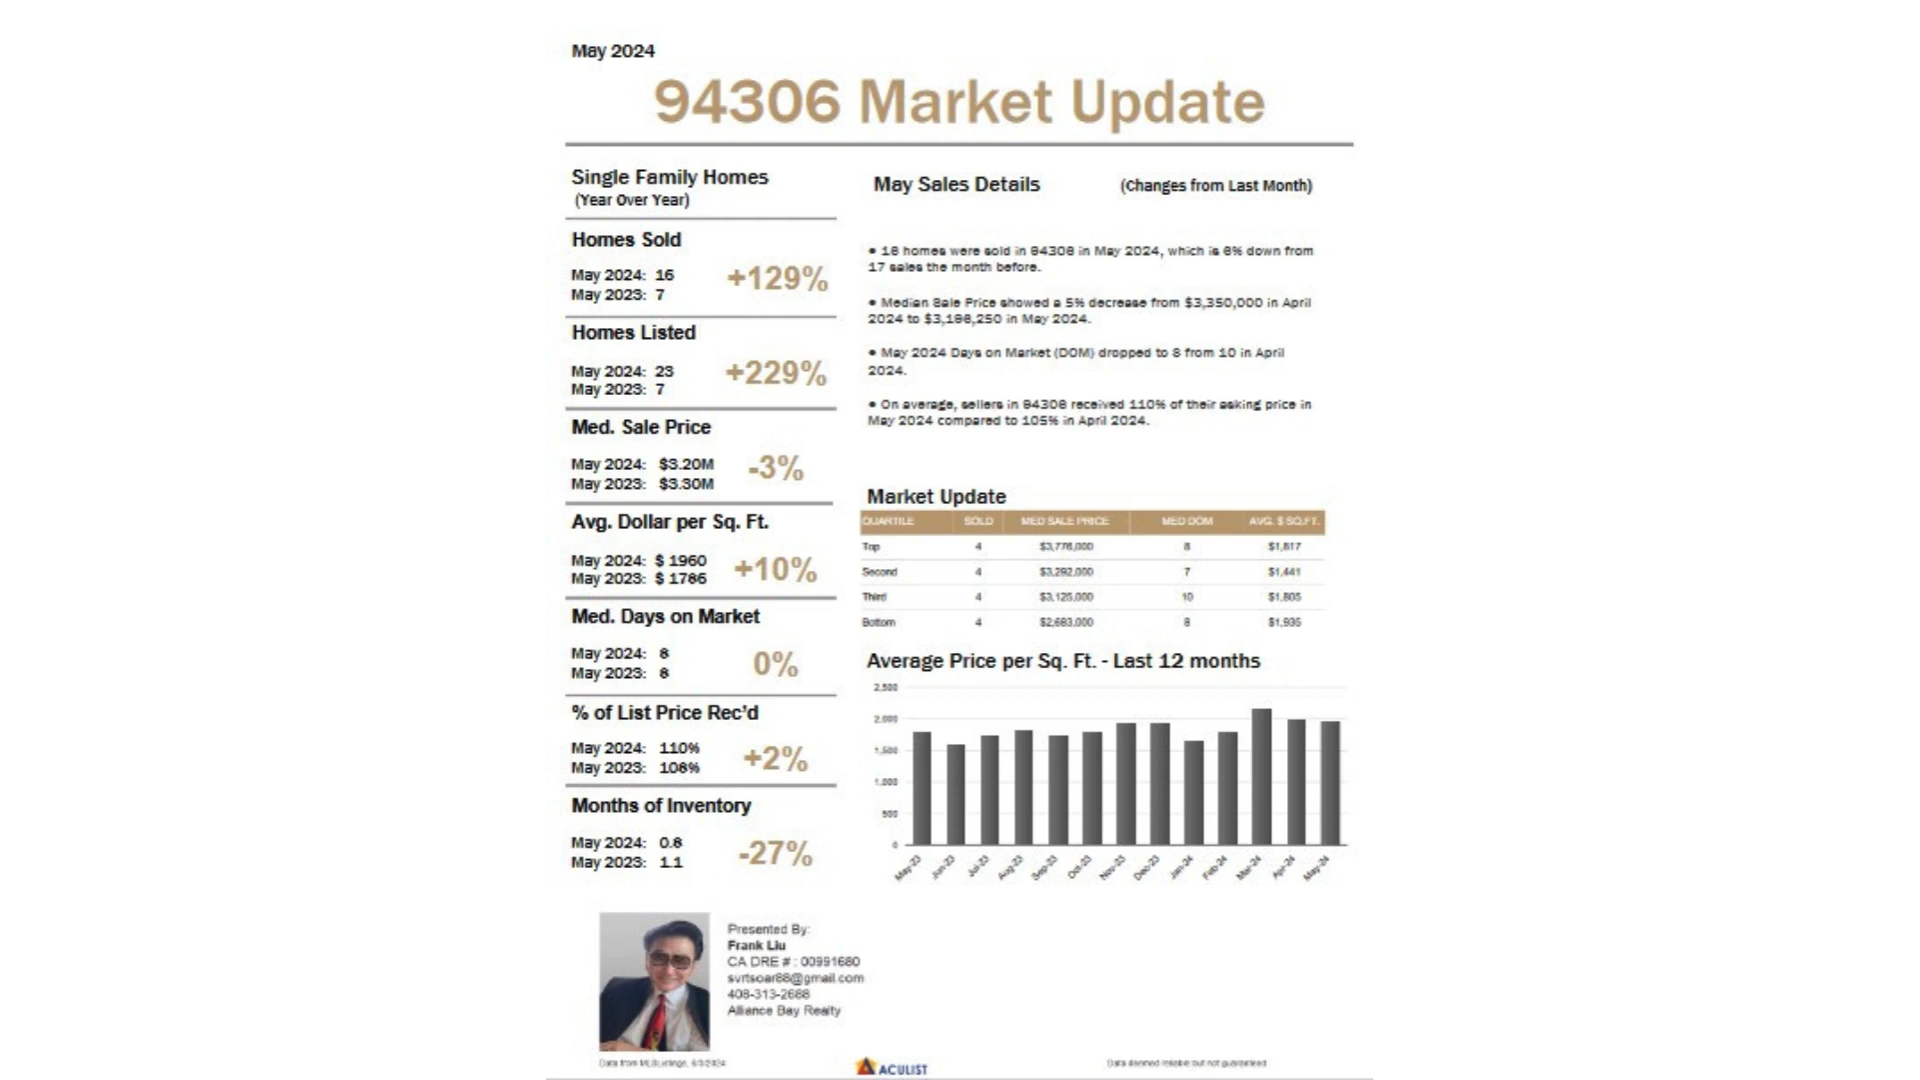 May 2024
94306 Market Update
Single Family Homes
(Year Over Year)
Homes Sold
May 2024: 16
May 2023: 7
+129%
Homes Listed
May 2024: 23
May 2023: 7
+229%
Med. Sale Price
May 2024: $3.20M
May 2023: $3.30M
-3%
Avg. Dollar per Sq. Ft.
May 2024: $ 1960
May 2023: $ 1786
+10%
Med. Days on Market
May 2024: 8
May 2023: 8
0%
% of List Price Rec'd
May 2024: 110%
May 2023: 108%
+2%
Months of Inventory
May 2024: 0.8
May 2023: 1.1
-27%
May Sales Details (Changes from Last Month)
• 16 homes were sold in 94306 in May 2024, which is 6% down from
17 sales the month before.
• Median Sale Price showed a 5% decrease from $3,350,000 in April
2024 to in May 2024.
• May 2024 Days on Market (DOM) dropped to 8 from 10 in April
2024.
• On average, sellers in 94306 received 110% of their asking price in
May 2024 compared to 105% in April 2024.
Market Update
QUARTILE SOLD MED SALE PRICE MED DOM AVG. $ SQ.FT.
Top 4 8
Second 4 $3,292,000 7 $1,441
Third 4 $3,125,000 10 $1,805
Bottom 4 8 $1,935
Average Price per Sq. Ft. - Last 12 months
2,500
2,000
1,500
1,000
500
0
May-23 Jun-23 Jul-23 Aug-23 Sep-23 Oct-23 Nov-23 Dec-23 Jan-24 Feb-24 Mar-24 Apr-24 May-24
Presented By:
Frank Liu
CA DRE # : 00991680
svrtsoar88@gmail.com
408-313-2688
Alliance Bay Realty
Data from MLSListings, 6/3/2024
ACULIST
Data deemed reliable but not guaranteed